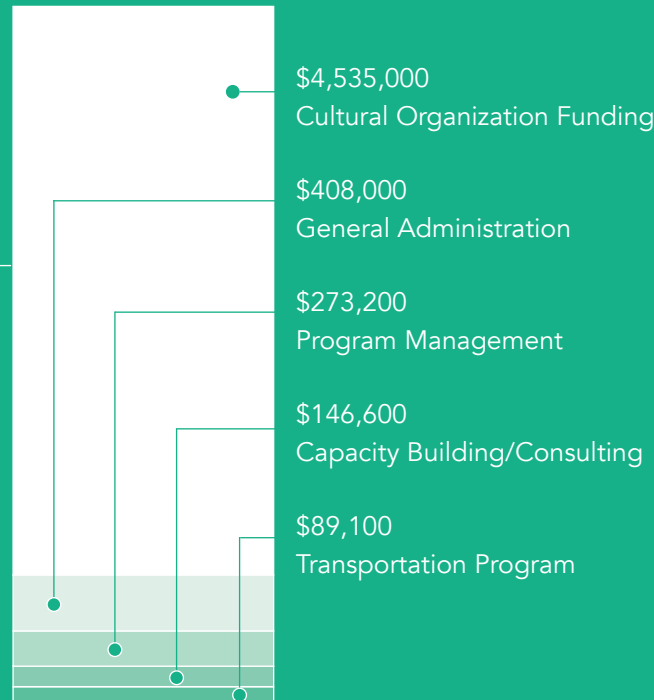 $4,535,000
Cultural Organization Funding
$408,000
General Administration
$273,200
Program Management
$146,600
Capacity Building/Consulting
$89,100
Transportation Program